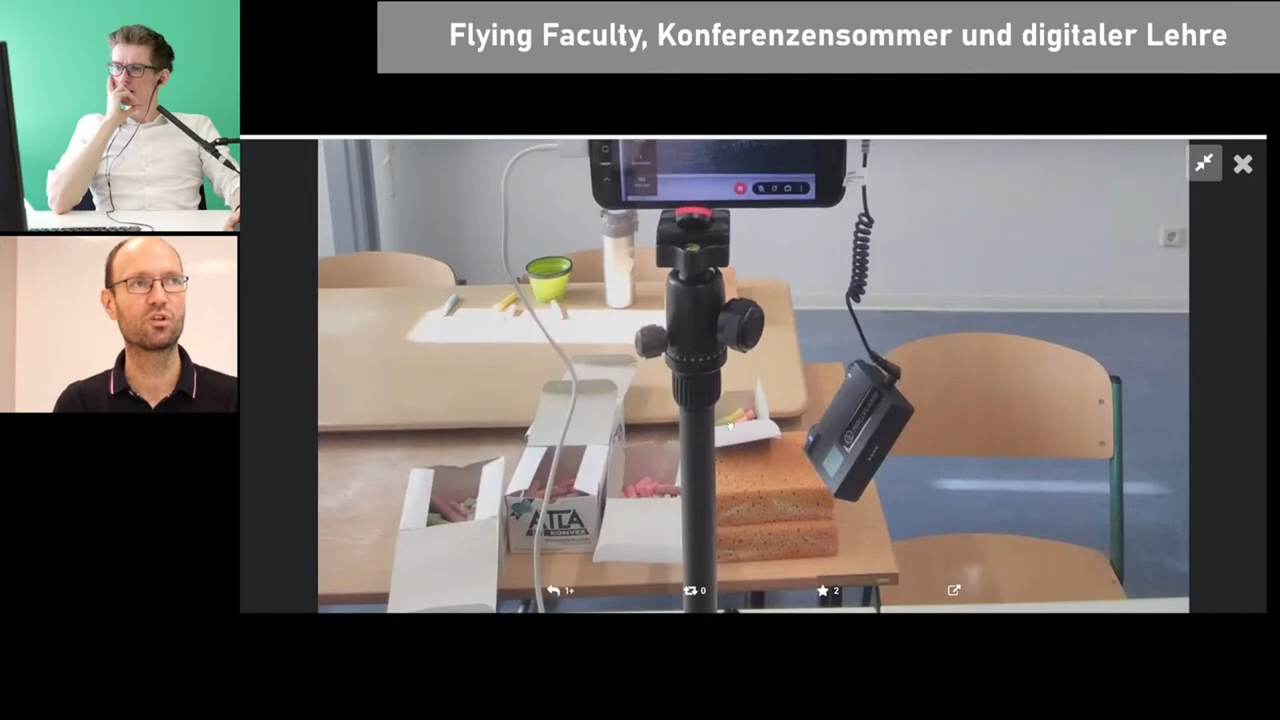 Flying Faculty, Konferenzensommer und digitaler Lehre
ATLA
KONVEX
1+
0
2